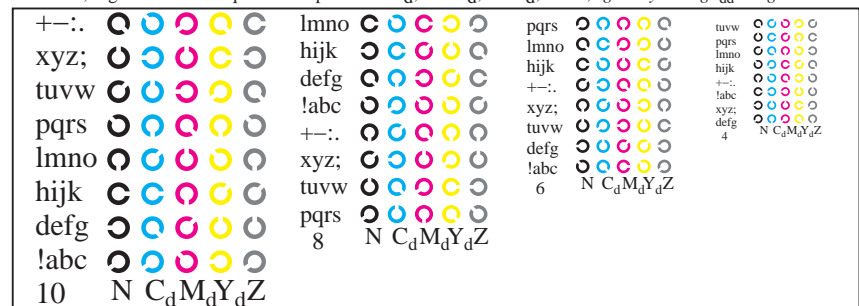 +−:.
xyz;
tuvw
pqrs
lmno
hijk
defg
!abc
10 N CdMdYdZ
lmno
hijk
defg
!abc
+−:.
xyz;
tuvw
pqrs
8 N CdMdYdZ
pqrs
lmno
hijk
+−:.
xyz;
tuvw
defg
!abc
6 N CdMdYdZ
tuvw
pqrs
lmno
hijk
+−:.
!abc
xyz;
defg
4 N CdMdYdZ